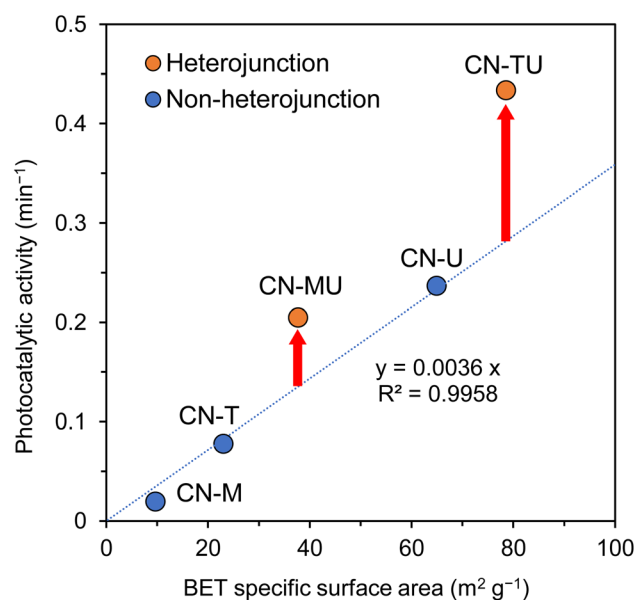 0.5
0.4
0.3
0.2
0.1
0
Photocatalytic activity (min⁻¹)
Heterojunction
Non-heterojunction
CN-TU
CN-U
CN-MU
y = 0.0036 x
R² = 0.9958
CN-T
CN-M
0 20 40 60 80 100
BET specific surface area (m² g⁻¹)